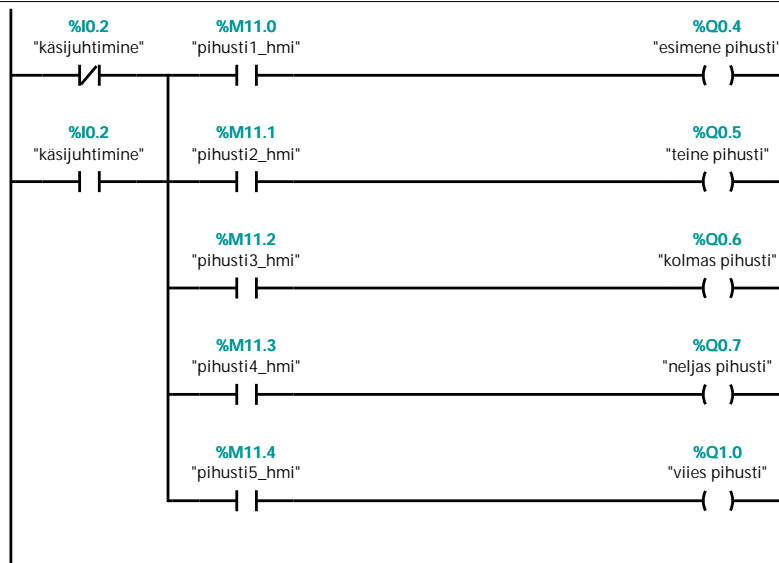 %I0.2 %M11.0 %Q0.4
"käsijuhtimine" "pihusti1_hmi" "esimene pihusti"
%I0.2 %M11.1 %Q0.5
"käsijuhtimine" "pihusti2_hmi" "teine pihusti"
%M11.2 %Q0.6
"pihusti3_hmi" "kolmas pihusti"
%M11.3 %Q0.7
"pihusti4_hmi" "neljas pihusti"
%M11.4 %Q1.0
"pihusti5_hmi" "viies pihusti"